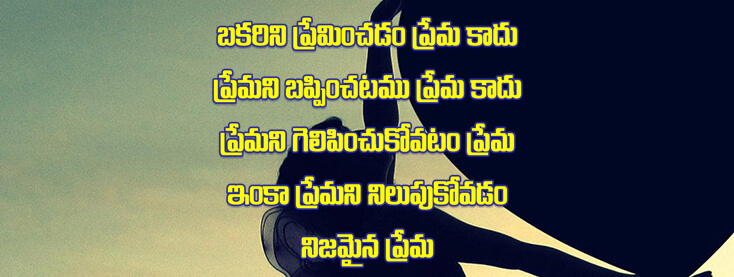 బకరిని ప్రేమించడం ప్రేమ కాదు
ప్రేమని బప్పించటము ప్రేమ కాదు
ప్రేమని గెలిపించుకోవటం ప్రేమ
ఇంకా ప్రేమని నిలుపుకోవడం
నిజమైన ప్రేమ